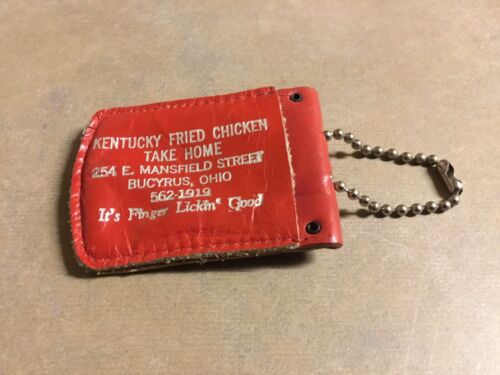 KENTUCKY FRIED CHICKEN
TAKE HOME
254 E. MANSFIELD STREET
BUCYRUS, OHIO
562-1919
It's Finger Lickin' Good